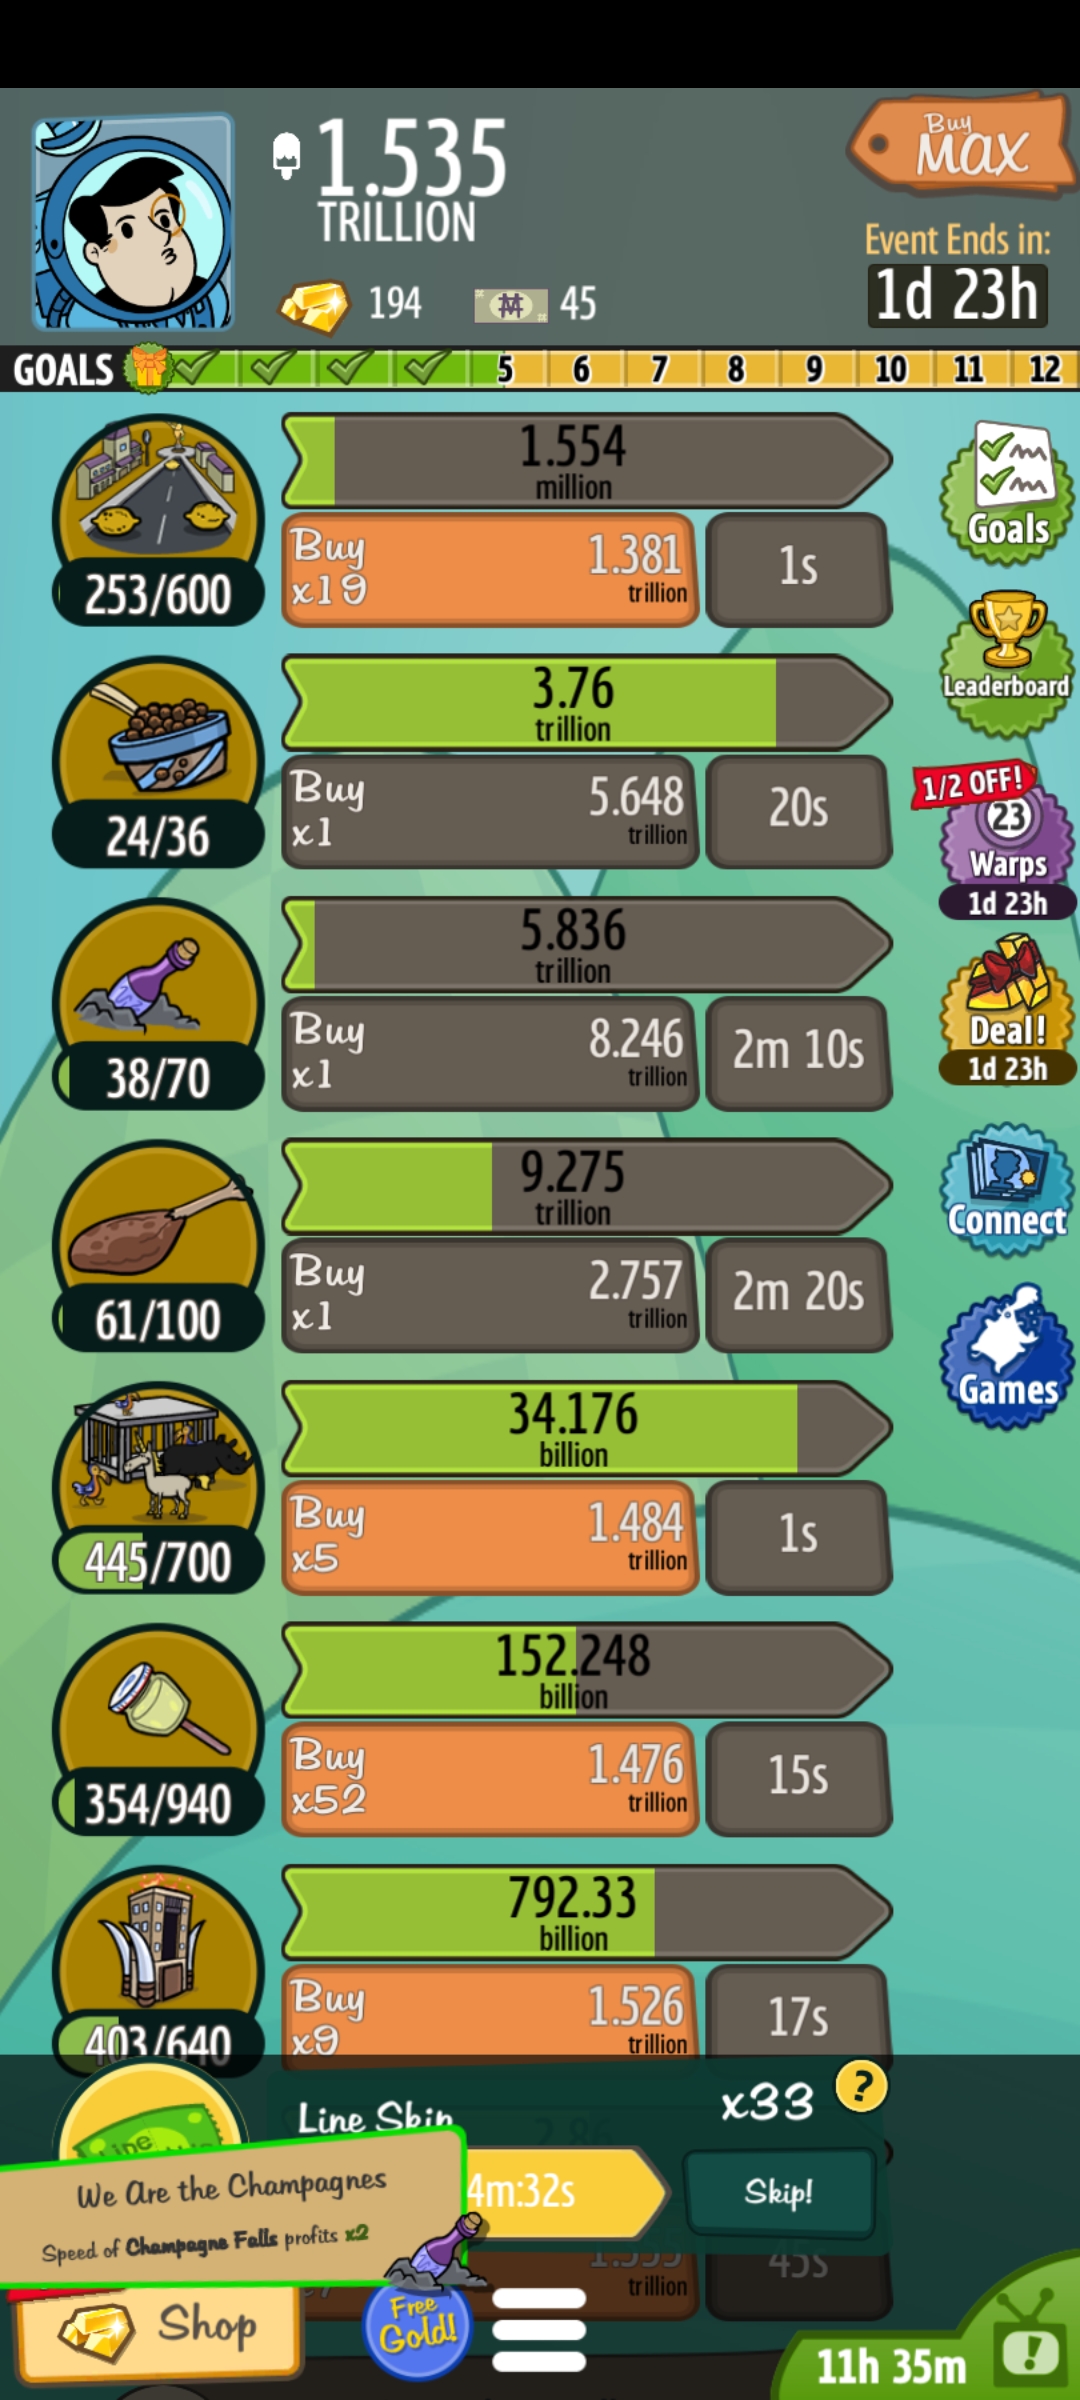 1.535
TRILLION
Buy
MAX
Event Ends in:
1d 23h
194
45
GOALS
5
6
7
8
9
10
11
12
1.554
million
Buy
x19
1.381
trillion
1s
253/600
Goals
3.76
trillion
Buy
x1
5.648
trillion
20s
24/36
Leaderboard
1/2 OFF!
23
Warps
1d 23h
5.836
trillion
Buy
x1
8.246
trillion
2m 10s
38/70
Deal!
1d 23h
9.275
trillion
Buy
x1
2.757
trillion
2m 20s
61/100
Connect
Games
34.176
billion
Buy
x5
1.484
trillion
1s
445/700
152.248
billion
Buy
x52
1.476
trillion
15s
354/940
792.33
billion
Buy
x9
1.526
trillion
17s
403/640
Line Skip
x33
?
2.86
4m:32s
Skip!
We Are the Champagnes
Speed of Champagne Falls profits x2
trillion
45s
Shop
Free
Gold!
11h 35m
!